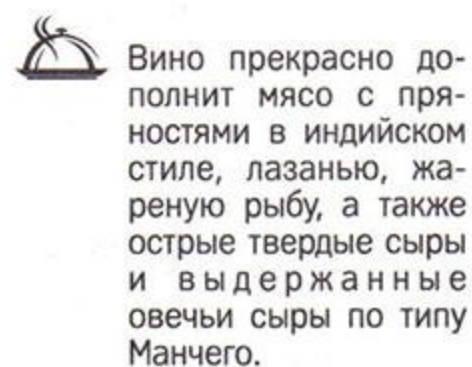 Вино прекрасно до-
полнит мясо с пря-
ностями в индийском
стиле, лазанью, жа-
реную рыбу, а также
острые твердые сыры
и выдержанные
овечьи сыры по типу
Манчего.